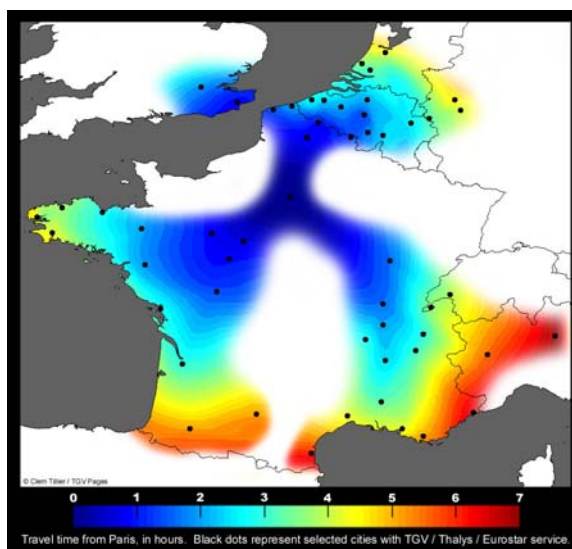 © Clem Tillier / TGV Pages
0 1 2 3 4 5 6 7
Travel time from Paris, in hours. Black dots represent selected cities with TGV / Thalys / Eurostar service.